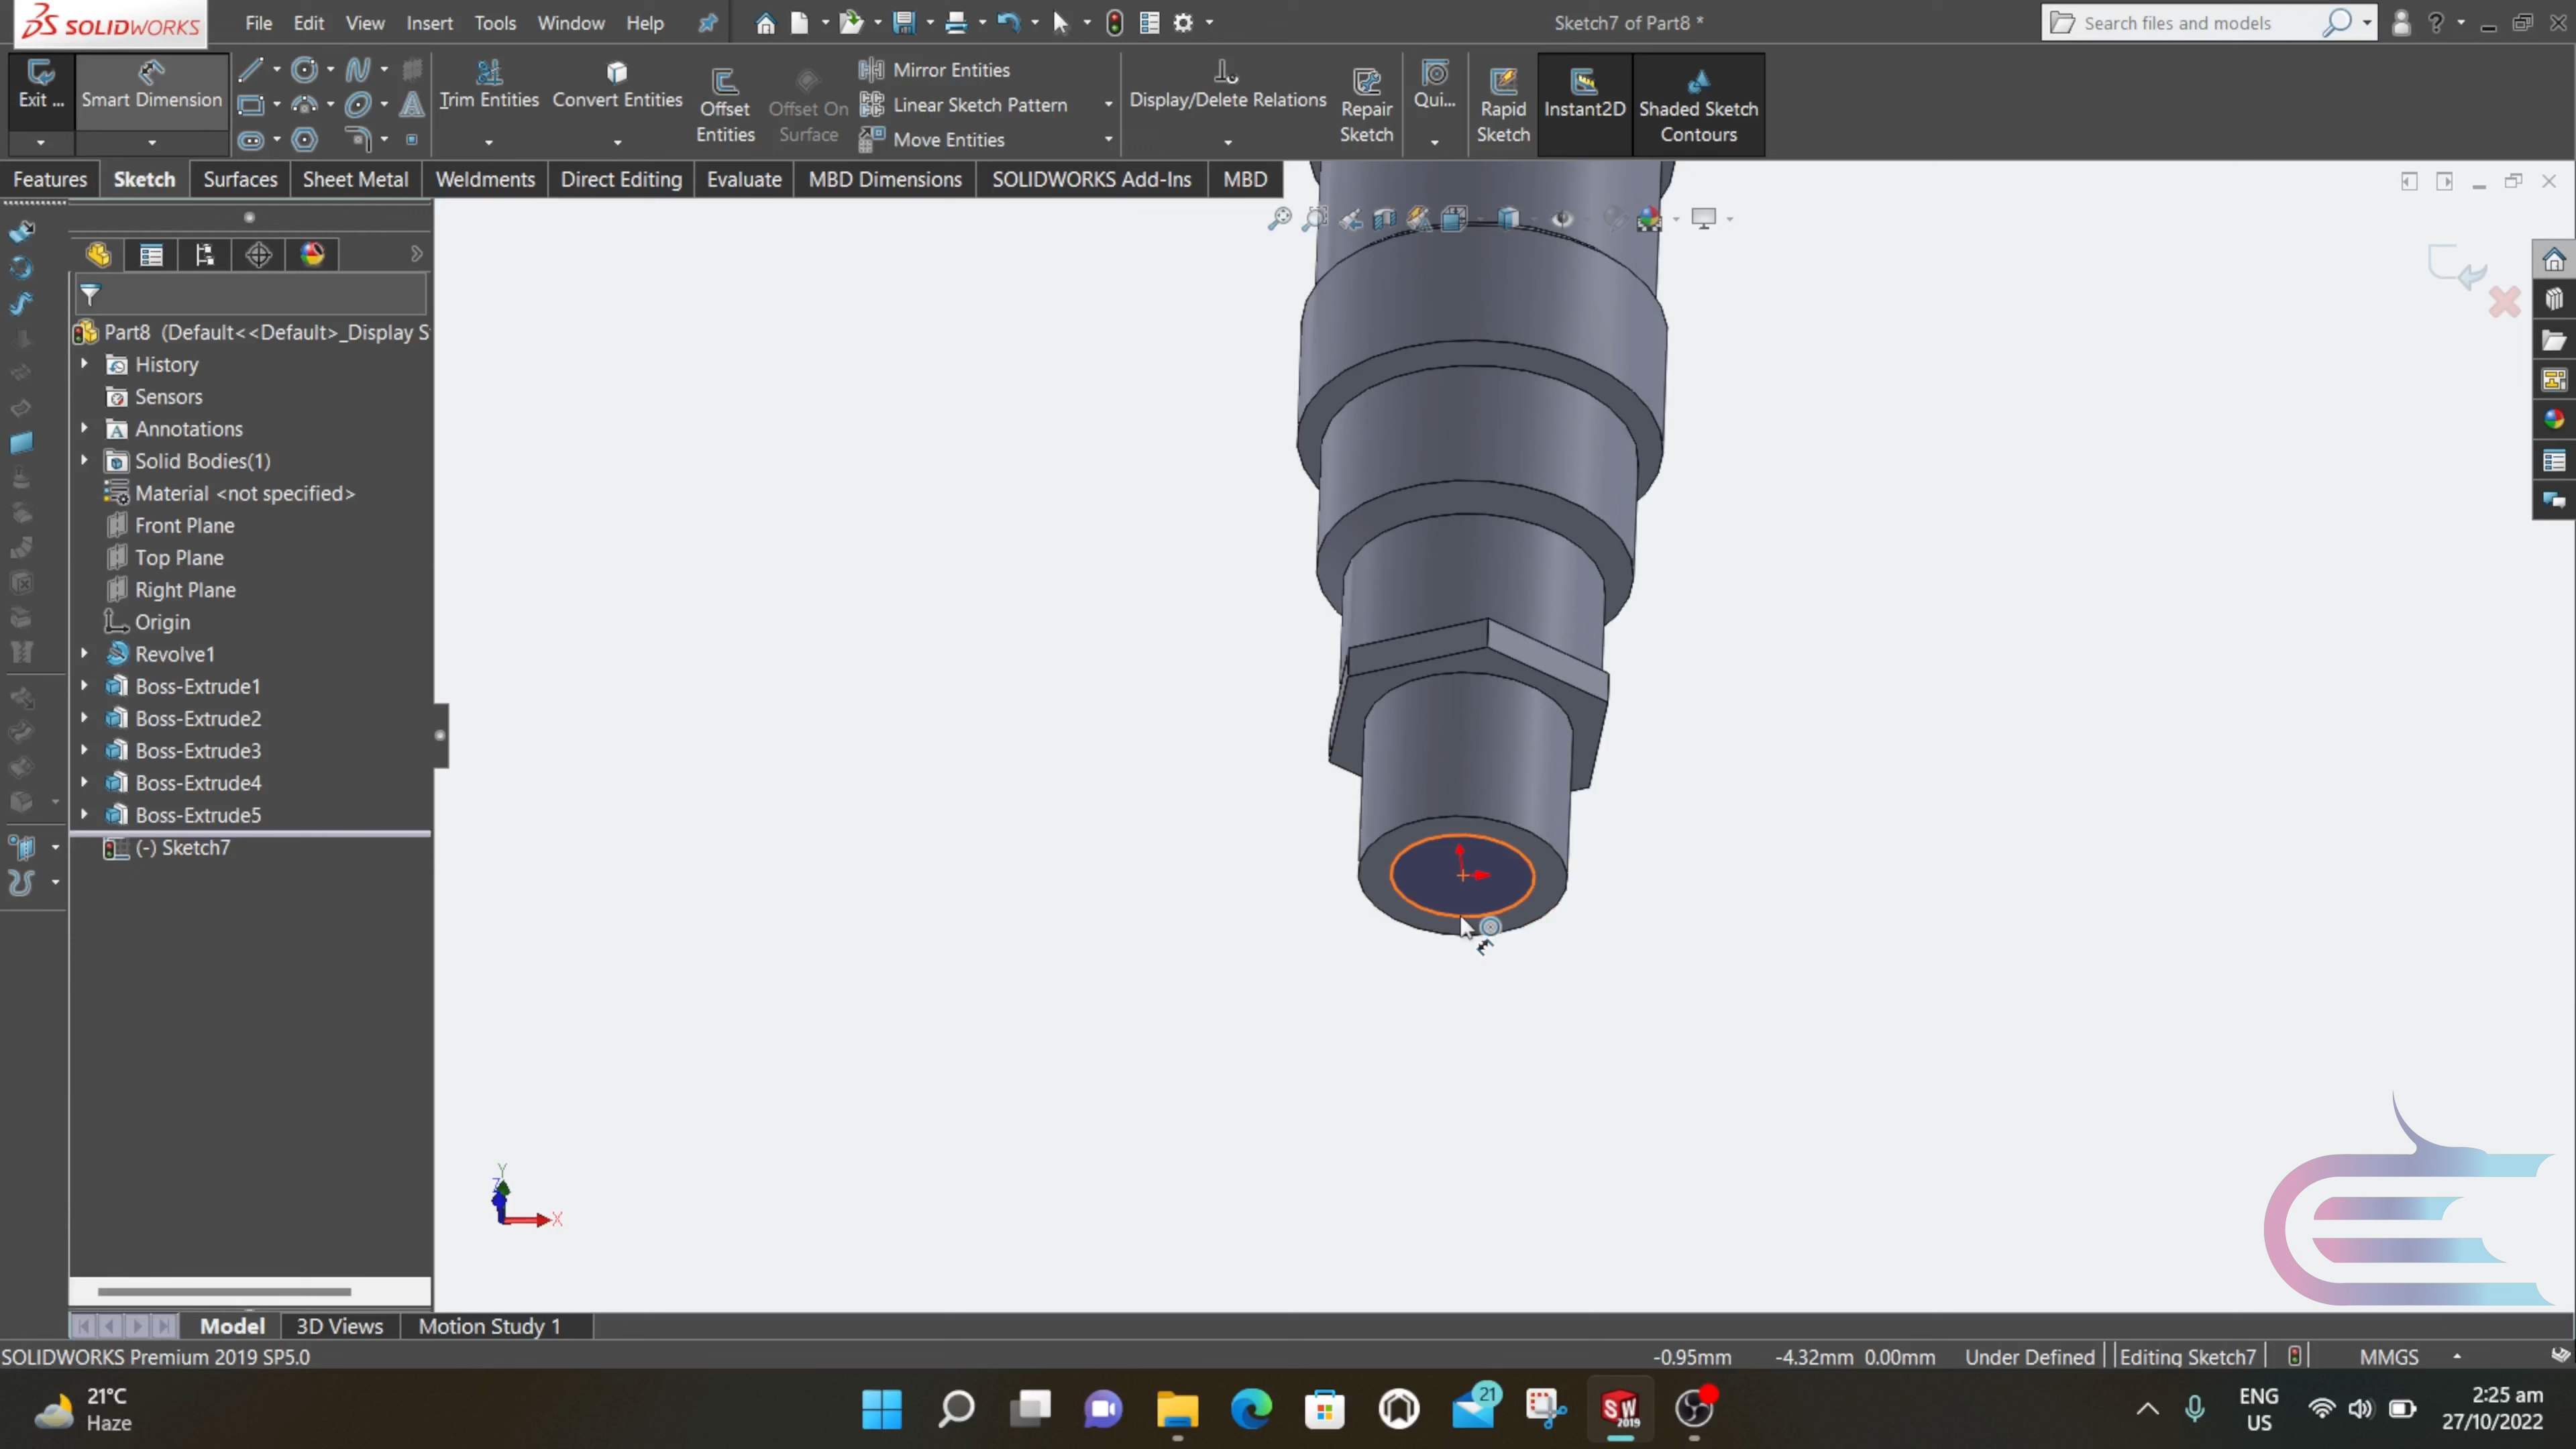 SOLIDWORKS File Edit View Insert Tools Window Help Sketch7 of Part8 * Search files and models
Exit ... Smart Dimension Trim Entities Convert Entities Offset Entities Offset On Surface Mirror Entities Linear Sketch Pattern Move Entities Display/Delete Relations Repair Sketch Qui... Rapid Sketch Instant2D Shaded Sketch Contours
Features Sketch Surfaces Sheet Metal Weldments Direct Editing Evaluate MBD Dimensions SOLIDWORKS Add-Ins MBD
Part8 (Default<<Default>_Display S
History
Sensors
Annotations
Solid Bodies(1)
Material <not specified>
Front Plane
Top Plane
Right Plane
Origin
Revolve1
Boss-Extrude1
Boss-Extrude2
Boss-Extrude3
Boss-Extrude4
Boss-Extrude5
(-) Sketch7
Y
Z
X
Model 3D Views Motion Study 1
SOLIDWORKS Premium 2019 SP5.0 -0.95mm -4.32mm 0.00mm Under Defined Editing Sketch7 MMGS
21°C
Haze
21
SW
2019
ENG
US
2:25 am
27/10/2022